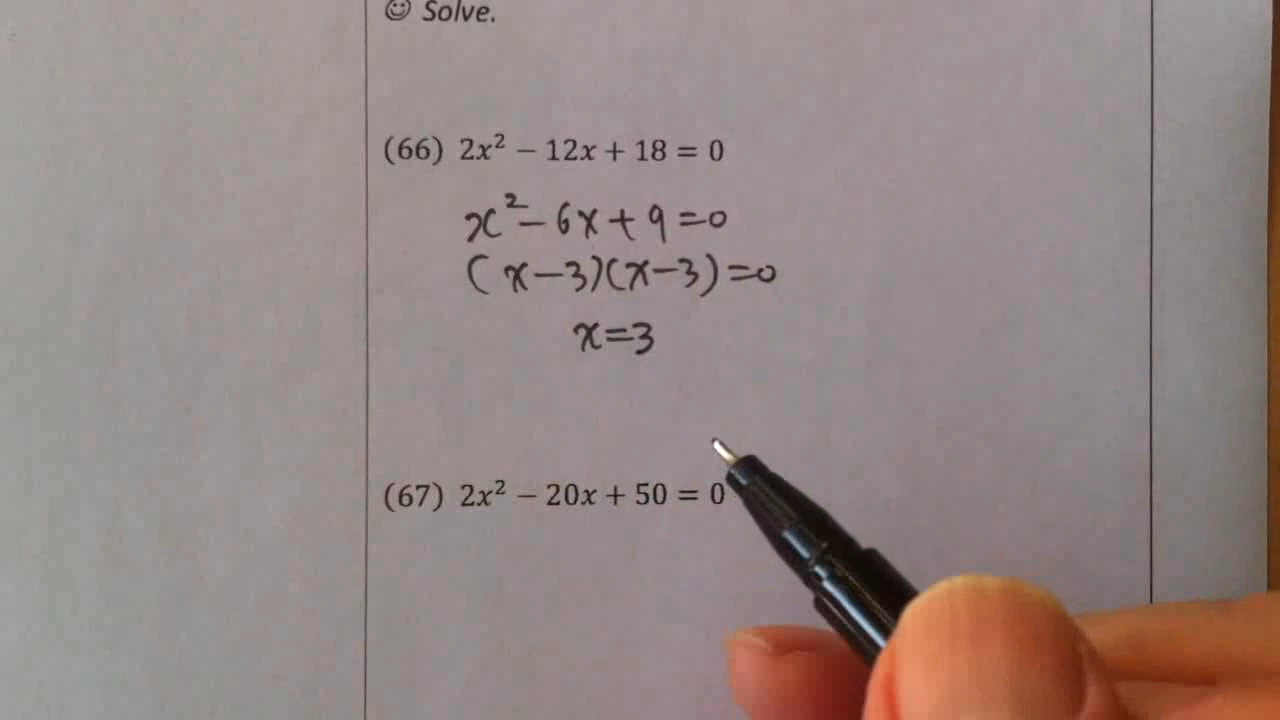 ☺ Solve.
(66) 2x² − 12x + 18 = 0
x² − 6x + 9 = 0
(x − 3)(x − 3) = 0
x = 3
(67) 2x² − 20x + 50 = 0